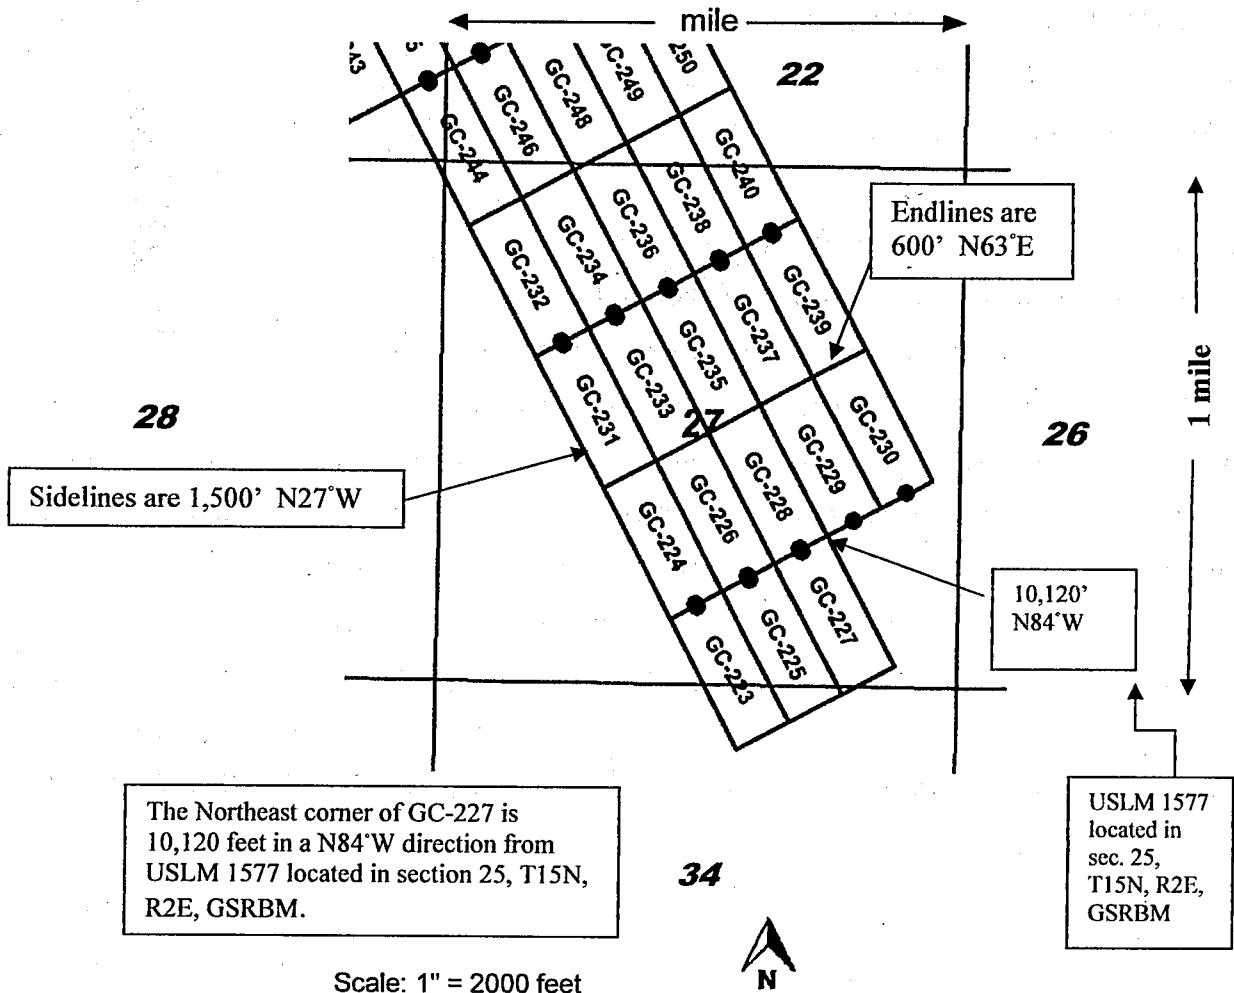 mile
22
GC-250
GC-249
GC-248
GC-246
GC-244
GC-240
GC-238
GC-236
GC-234
GC-232
Endlines are
600' N63°E
GC-239
GC-237
GC-235
GC-233
GC-231
1 mile
28
27
26
GC-230
GC-229
GC-228
GC-226
GC-224
Sidelines are 1,500' N27°W
10,120'
N84°W
GC-227
GC-225
GC-223
The Northeast corner of GC-227 is
10,120 feet in a N84°W direction from
USLM 1577 located in section 25, T15N,
R2E, GSRBM.
USLM 1577
located in
sec. 25,
T15N, R2E,
GSRBM
34
N
Scale: 1" = 2000 feet